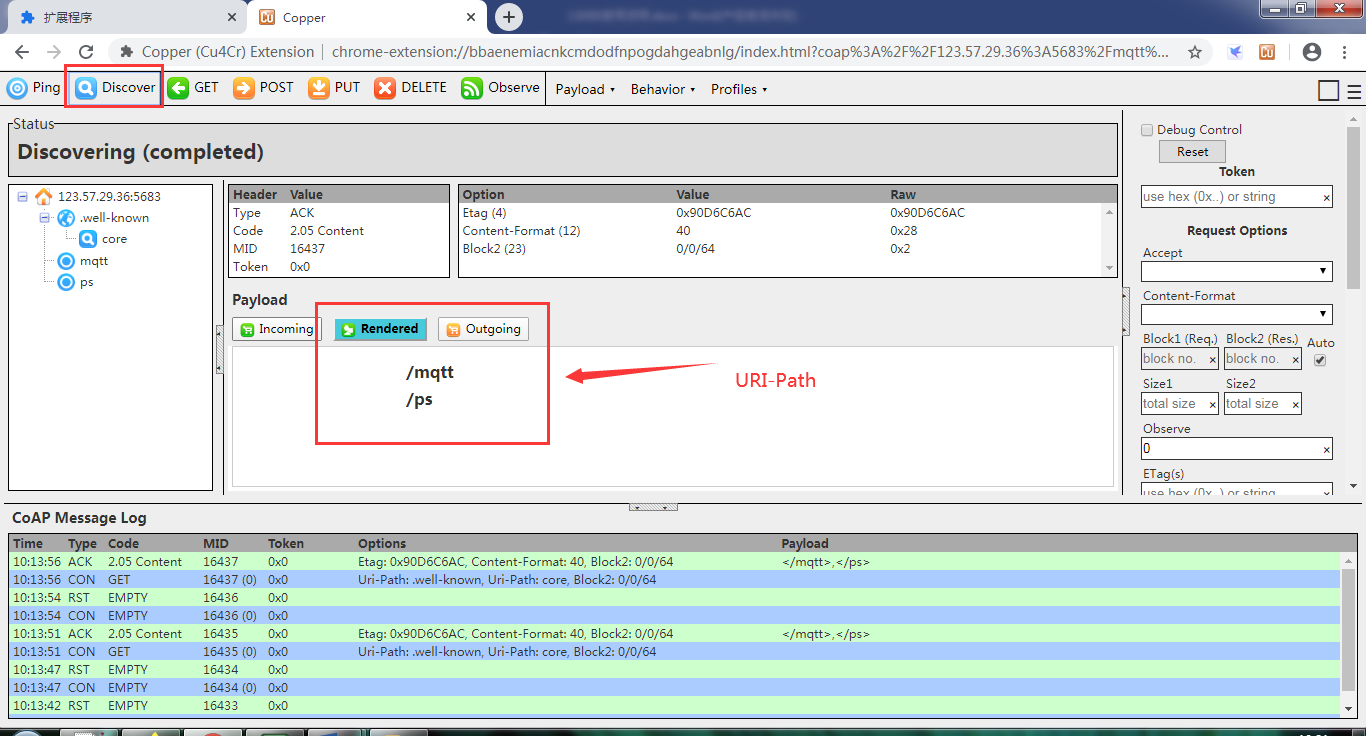 扩展程序
Copper
Copper (Cu4Cr) Extension | chrome-extension://bbaenemiacnkcmdodfnpogdahgeabnlg/index.html?coap%3A%2F%2F123.57.29.36%3A5683%2Fmqtt%...
Ping Discover GET POST PUT DELETE Observe Payload Behavior Profiles
Status
Discovering (completed)
123.57.29.36:5683
.well-known
core
mqtt
ps
Header Value
Type ACK
Code 2.05 Content
MID 16437
Token 0x0
Option Value Raw
Etag (4) 0x90D6C6AC 0x90D6C6AC
Content-Format (12) 40 0x28
Block2 (23) 0/0/64 0x2
Payload
Incoming Rendered Outgoing
/mqtt
/ps
URI-Path
Debug Control
Reset
Token
use hex (0x..) or string ×
Request Options
Accept
Content-Format
Block1 (Req.) Block2 (Res.) Auto
block no. × block no. ×
Size1 Size2
total size × total size ×
Observe
0 ×
ETag(s)
use hex (0x..) or string ×
CoAP Message Log
Time Type Code MID Token Options Payload
10:13:56 ACK 2.05 Content 16437 0x0 Etag: 0x90D6C6AC, Content-Format: 40, Block2: 0/0/64 </mqtt>,</ps>
10:13:56 CON GET 16437 (0) 0x0 Uri-Path: .well-known, Uri-Path: core, Block2: 0/0/64
10:13:54 RST EMPTY 16436 0x0
10:13:54 CON EMPTY 16436 (0) 0x0
10:13:51 ACK 2.05 Content 16435 0x0 Etag: 0x90D6C6AC, Content-Format: 40, Block2: 0/0/64 </mqtt>,</ps>
10:13:51 CON GET 16435 (0) 0x0 Uri-Path: .well-known, Uri-Path: core, Block2: 0/0/64
10:13:47 RST EMPTY 16434 0x0
10:13:47 CON EMPTY 16434 (0) 0x0
10:13:42 RST EMPTY 16433 0x0